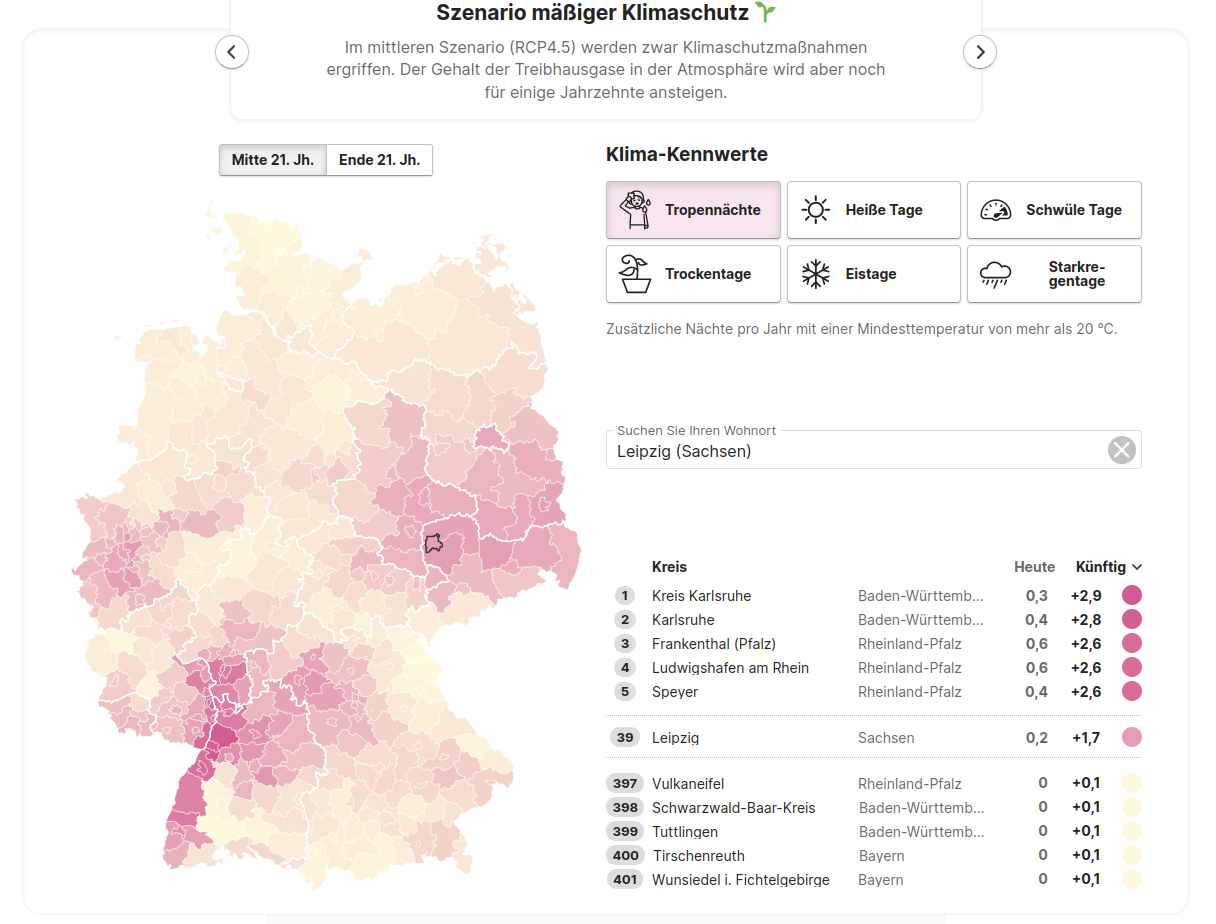 Szenario mäßiger Klimaschutz
Im mittleren Szenario (RCP4.5) werden zwar Klimaschutzmaßnahmen
ergriffen. Der Gehalt der Treibhausgase in der Atmosphäre wird aber noch
für einige Jahrzehnte ansteigen.
Mitte 21. Jh. Ende 21. Jh.
Klima-Kennwerte
Tropennächte Heiße Tage Schwüle Tage
Trockentage Eistage Starkre-
gentage
Zusätzliche Nächte pro Jahr mit einer Mindesttemperatur von mehr als 20 °C.
Suchen Sie Ihren Wohnort
Leipzig (Sachsen)
Kreis Heute Künftig
1 Kreis Karlsruhe Baden-Württemb... 0,3 +2,9
2 Karlsruhe Baden-Württemb... 0,4 +2,8
3 Frankenthal (Pfalz) Rheinland-Pfalz 0,6 +2,6
4 Ludwigshafen am Rhein Rheinland-Pfalz 0,6 +2,6
5 Speyer Rheinland-Pfalz 0,4 +2,6
39 Leipzig Sachsen 0,2 +1,7
397 Vulkaneifel Rheinland-Pfalz 0 +0,1
398 Schwarzwald-Baar-Kreis Baden-Württemb... 0 +0,1
399 Tuttlingen Baden-Württemb... 0 +0,1
400 Tirschenreuth Bayern 0 +0,1
401 Wunsiedel i. Fichtelgebirge Bayern 0 +0,1